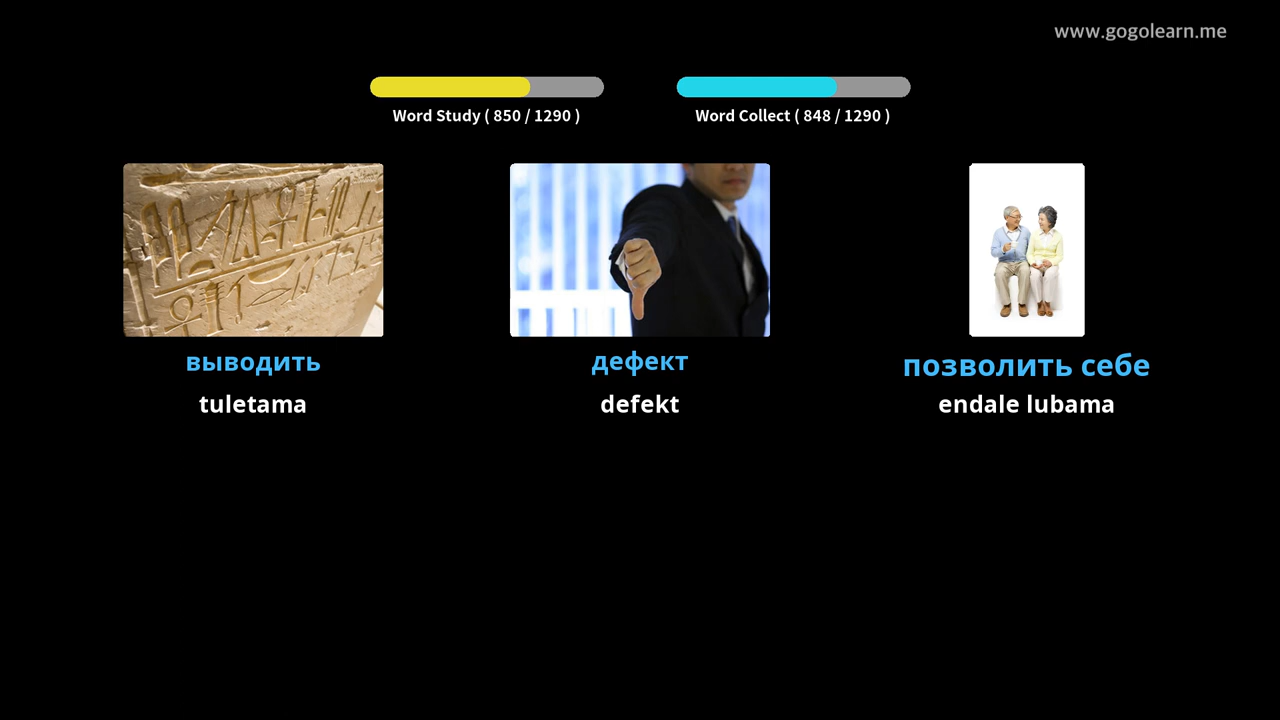 www.gogolearn.me
Word Study ( 850 / 1290 )
Word Collect ( 848 / 1290 )
выводить
дефект
позволить себе
tuletama
defekt
endale lubama